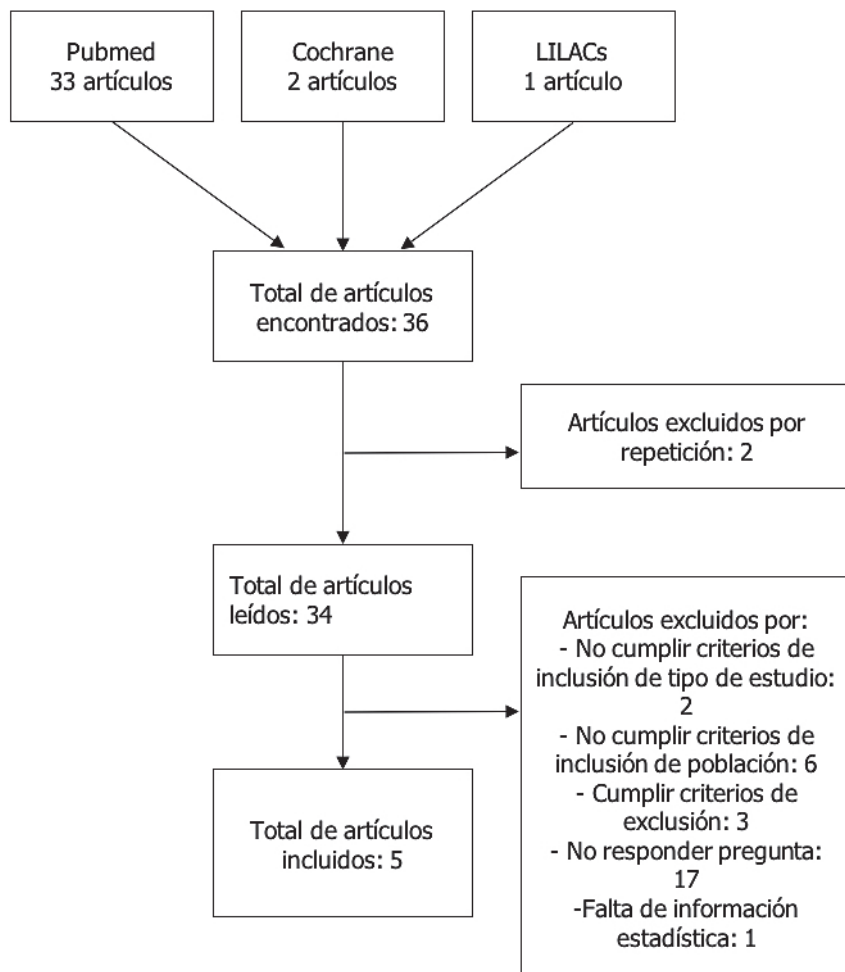 Pubmed
33 artículos
Cochrane
2 artículos
LILACs
1 artículo
Total de artículos
encontrados: 36
Artículos excluidos por
repetición: 2
Total de artículos
leídos: 34
Artículos excluidos por:
- No cumplir criterios de
inclusión de tipo de estudio:
2
- No cumplir criterios de
inclusión de población: 6
- Cumplir criterios de
exclusión: 3
- No responder pregunta:
17
-Falta de información
estadística: 1
Total de artículos
incluidos: 5